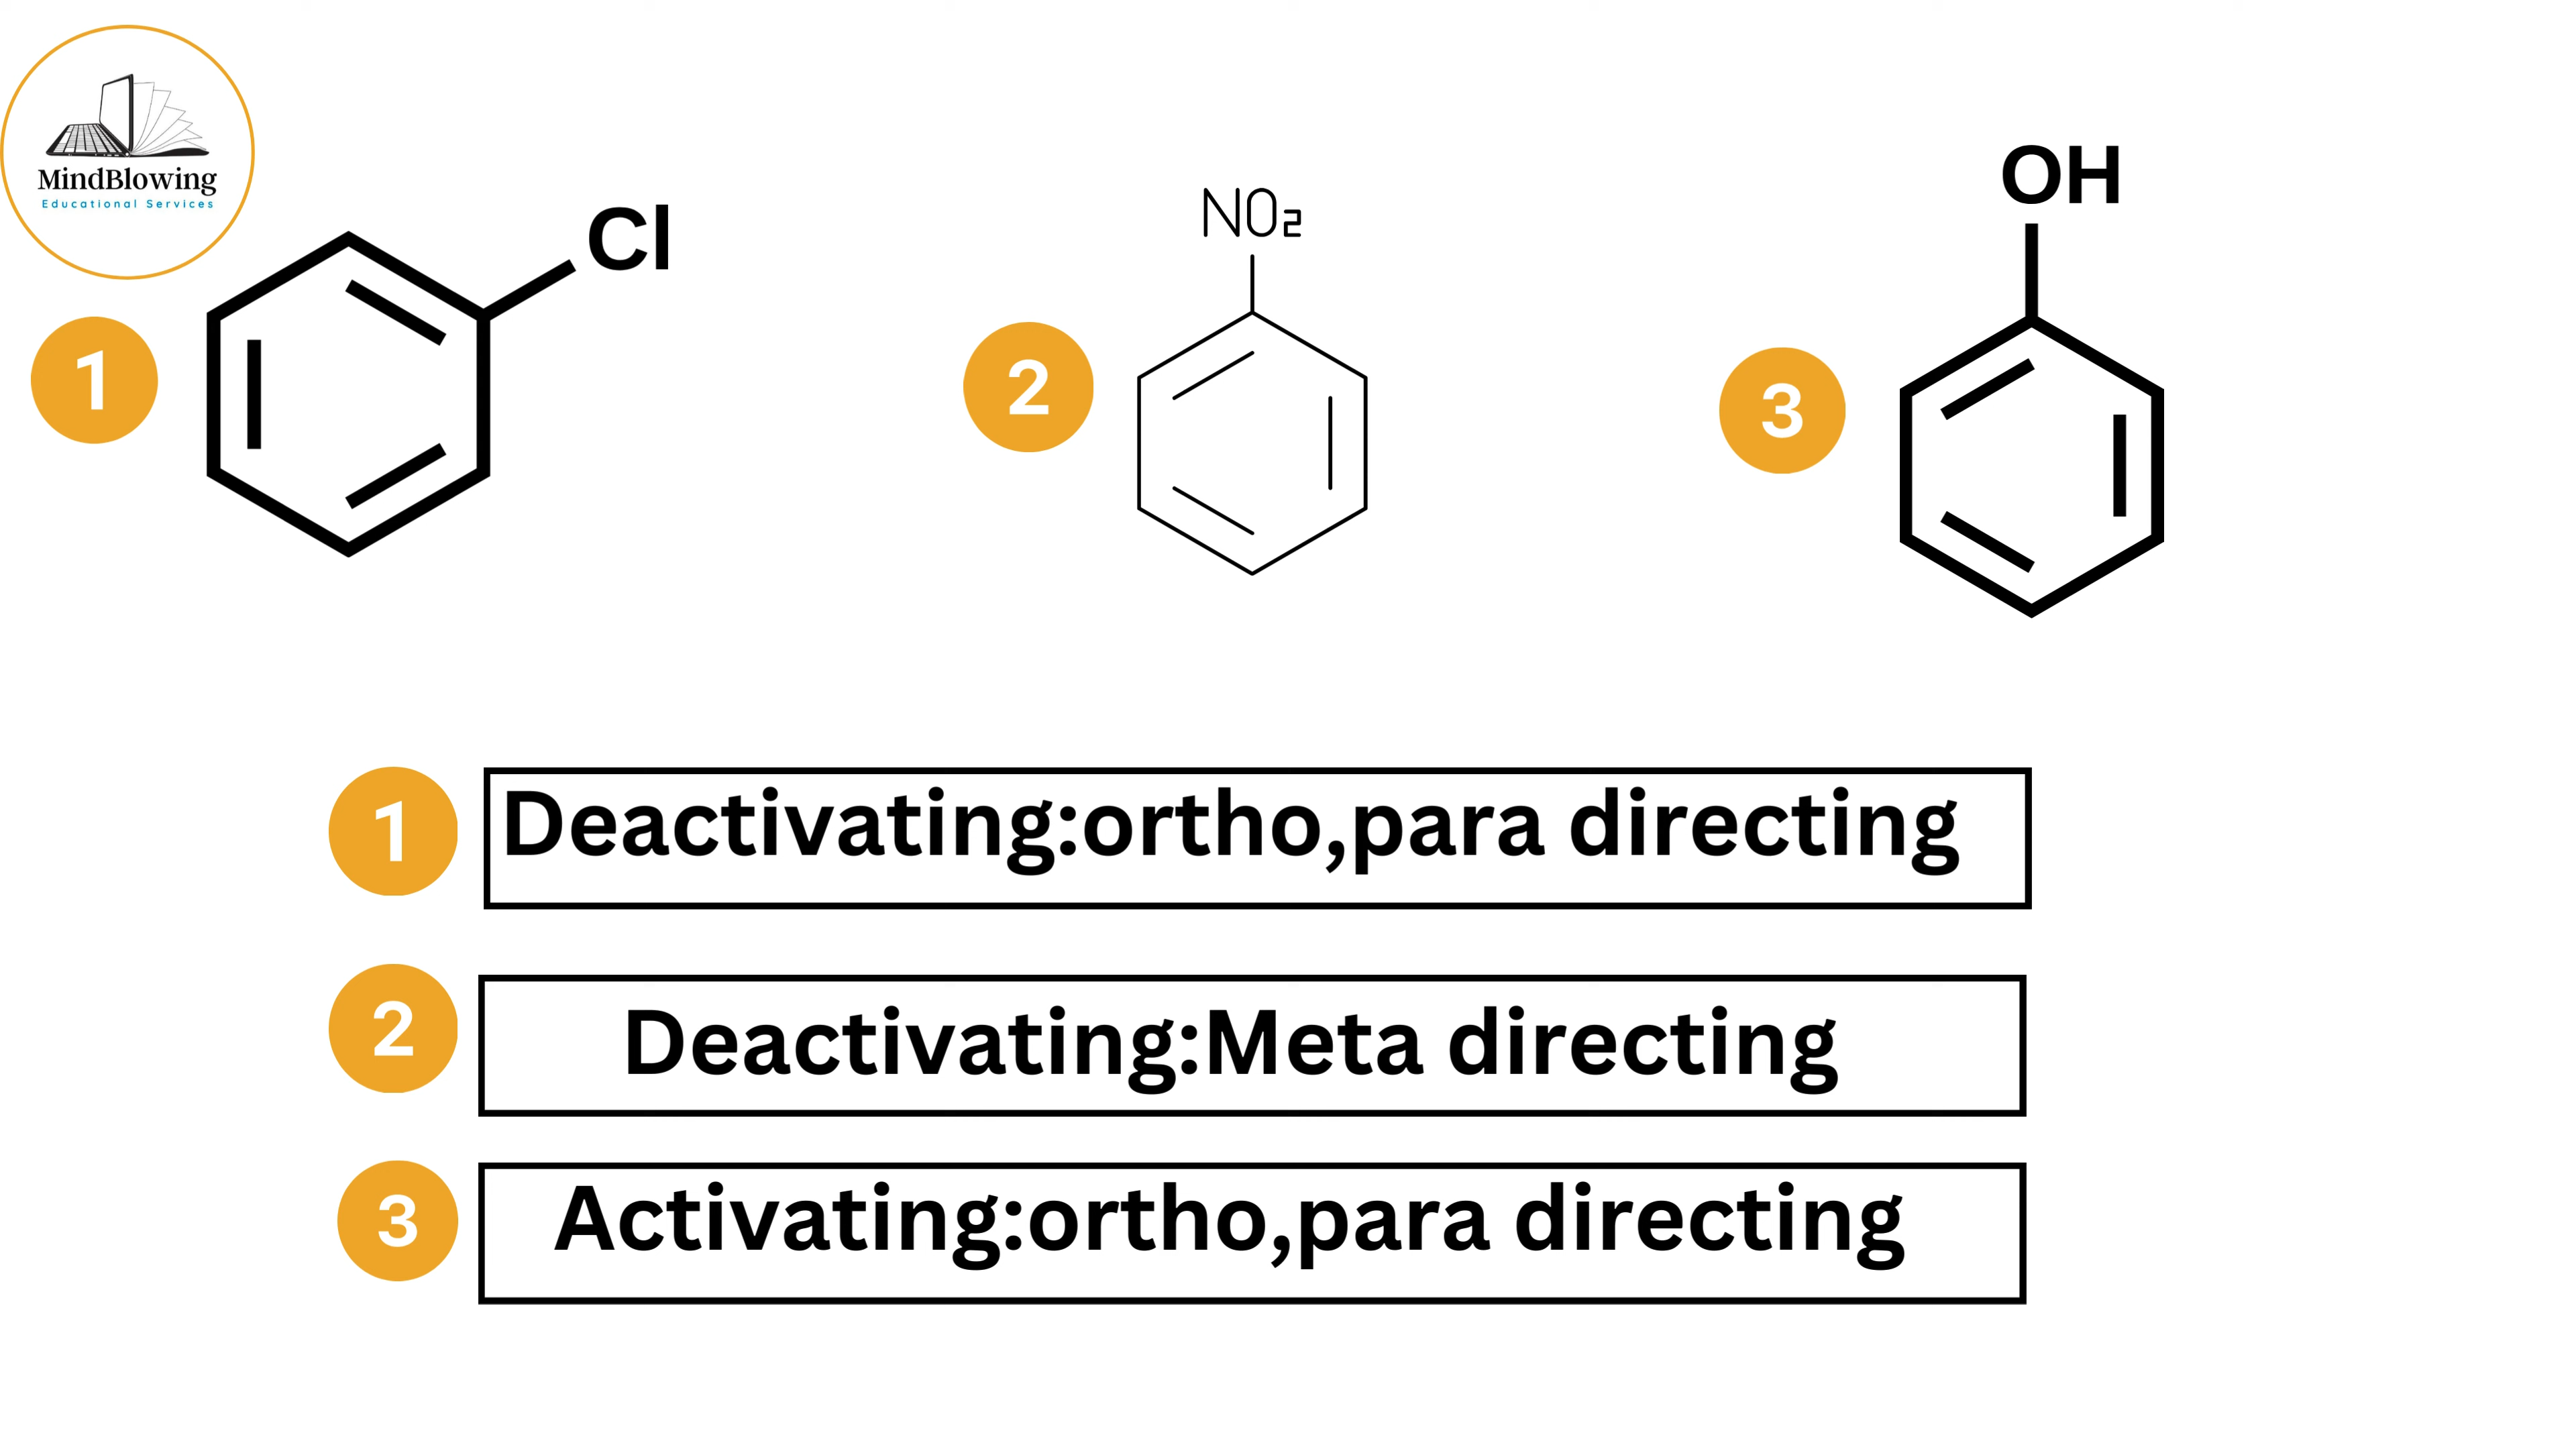 MindBlowing
Educational Services
Cl
1
NO₂
2
OH
3
1
Deactivating:ortho,para directing
2
Deactivating:Meta directing
3
Activating:ortho,para directing